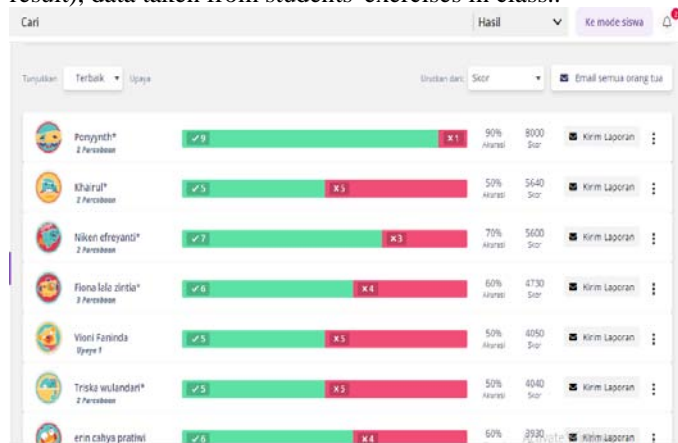 result), data taken from students' exercises in class..
Cari Hasil Ke mode siswa
Tunjukkan Terbaik Upaya Urutkan dari: Skor Email semua orang tua
Ponyynth* ✓9 ×1 90% 8000 Kirim Laporan
2 Percobaan Akurasi Skor
Khairul* ✓5 ×5 50% 5640 Kirim Laporan
2 Percobaan Akurasi Skor
Niken efreyanti* ✓7 ×3 70% 5600 Kirim Laporan
2 Percobaan Akurasi Skor
Fiona lala zintia* ✓6 ×4 60% 4730 Kirim Laporan
3 Percobaan Akurasi Skor
Vioni Faninda ✓5 ×5 50% 4050 Kirim Laporan
Upaya 1 Akurasi Skor
Triska wulandari* ✓5 ×5 50% 4040 Kirim Laporan
2 Percobaan Akurasi Skor
erin cahya pratiwi ✓6 ×4 60% 3930 Kirim Laporan